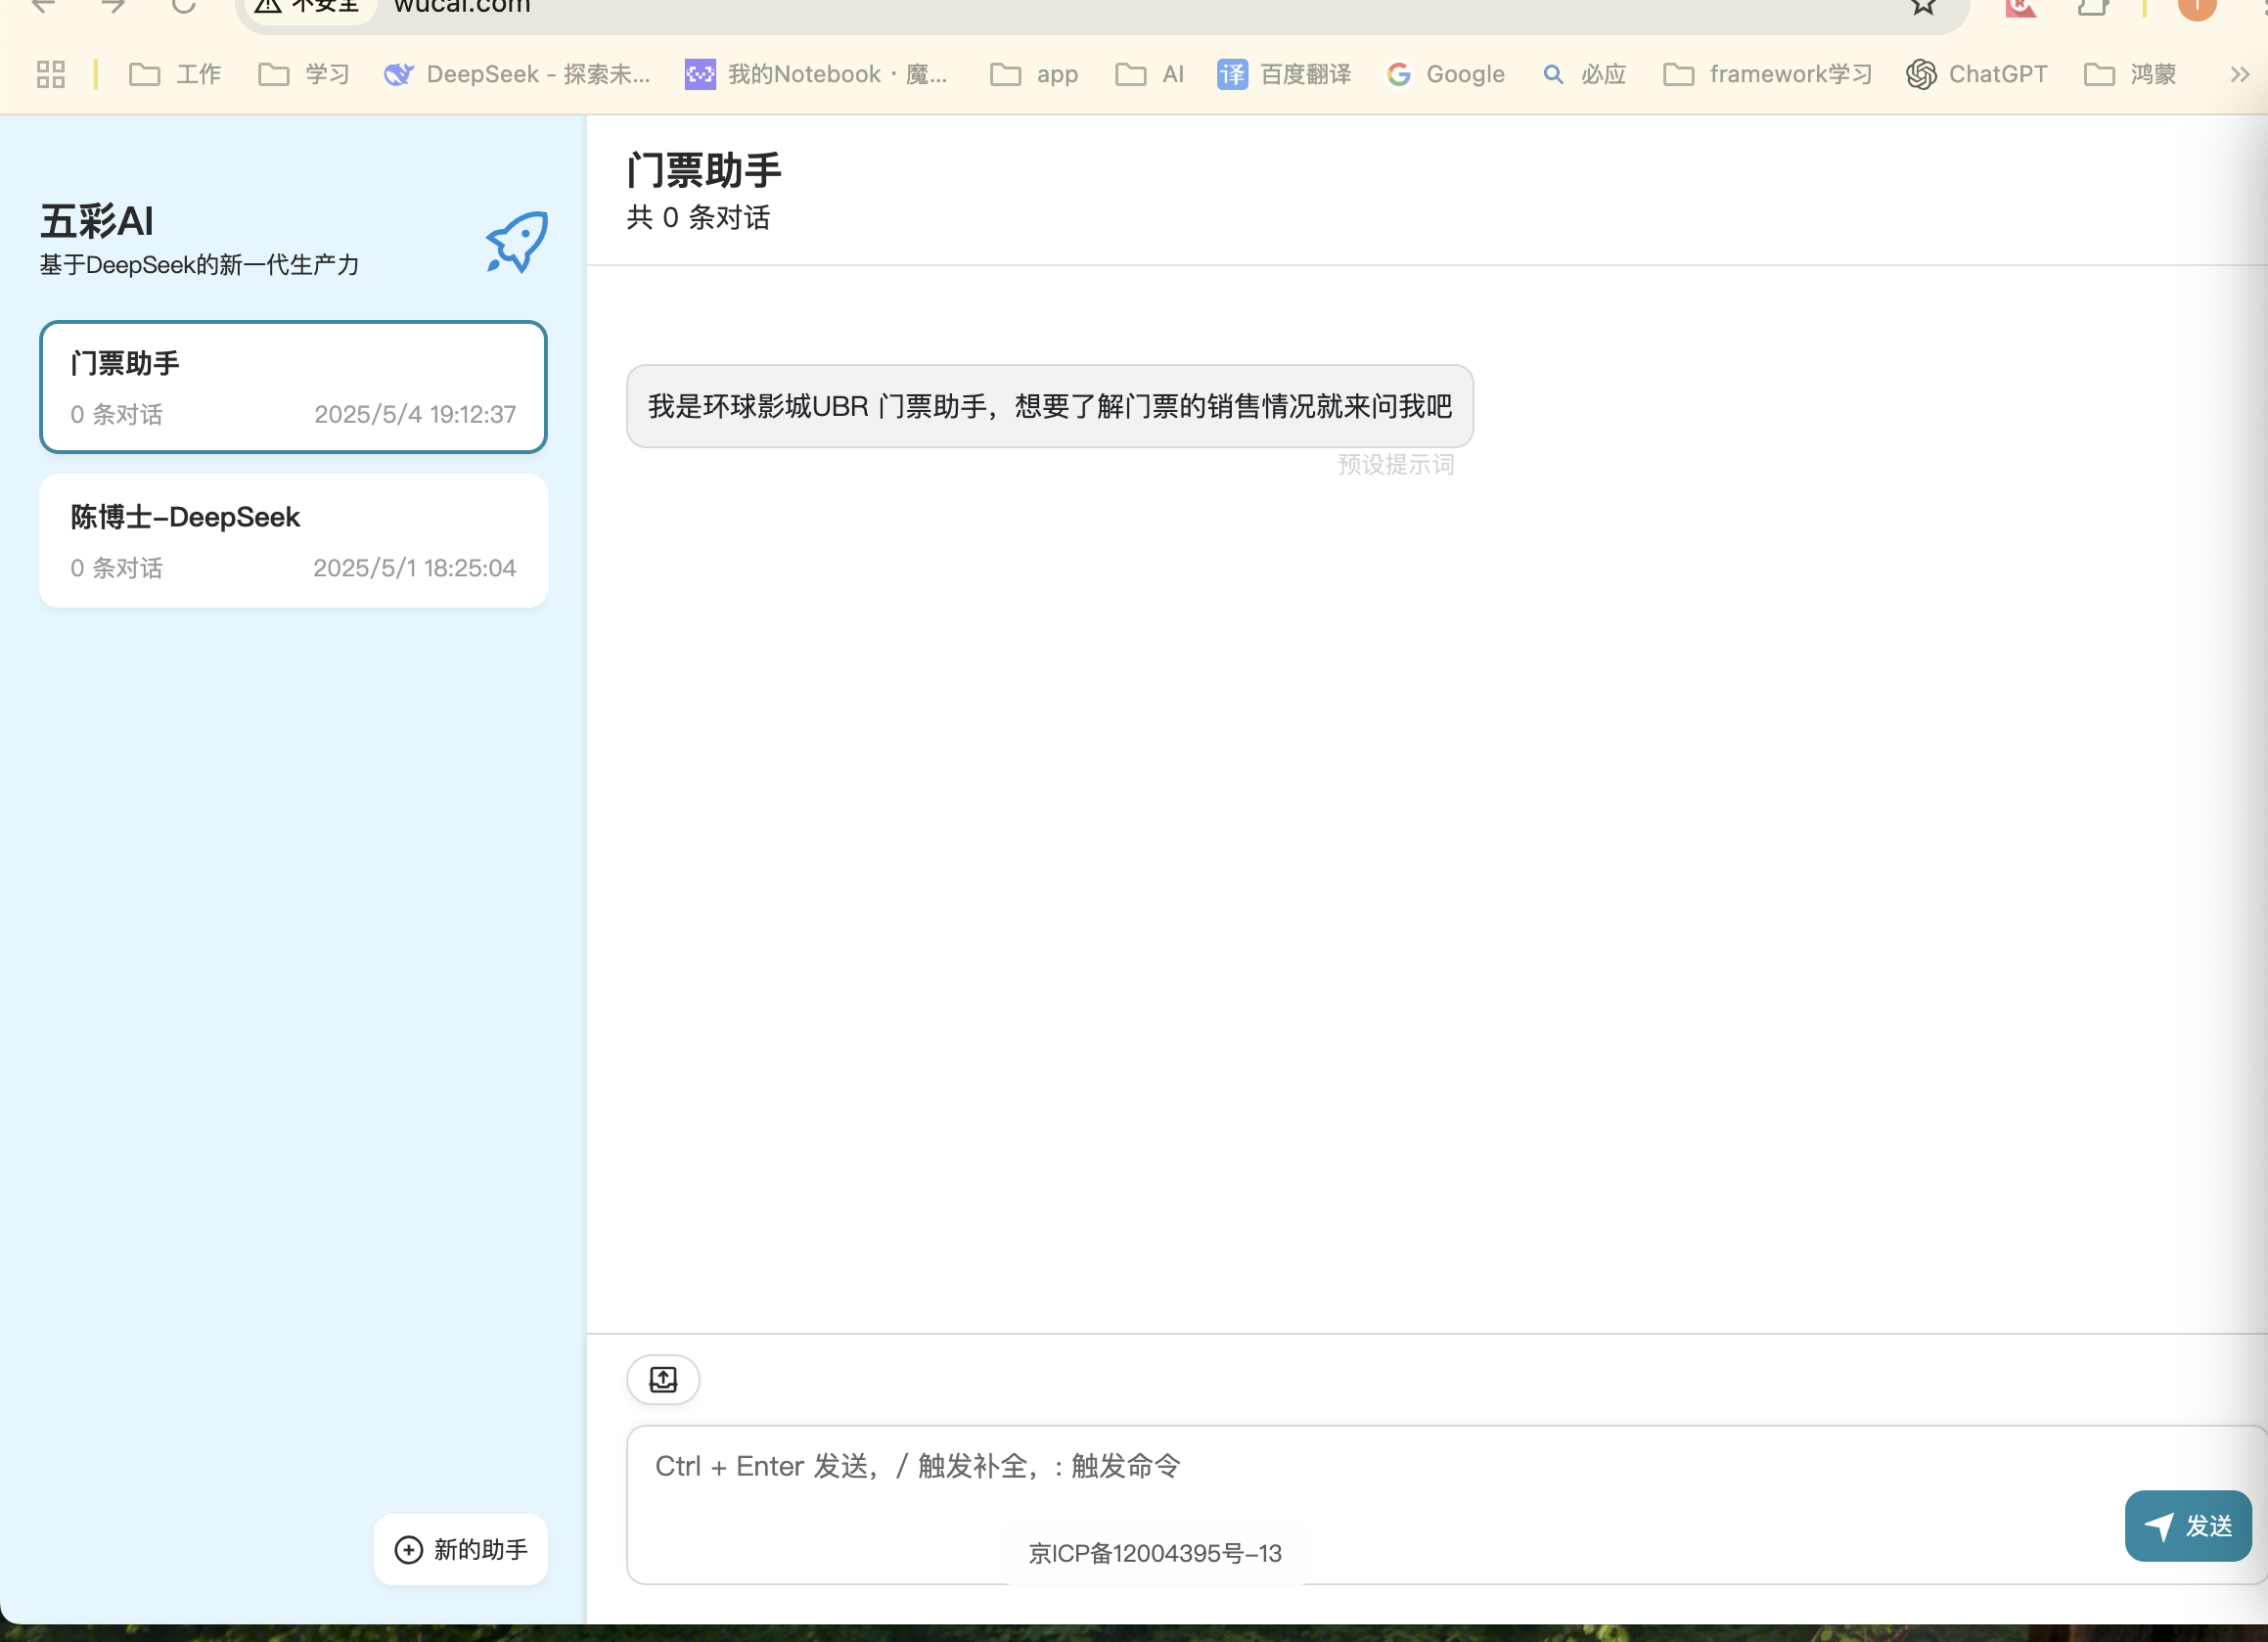 不安全 wucai.com
工作 学习 DeepSeek - 探索未... 我的Notebook · 魔... app AI 译 百度翻译 Google 必应 framework学习 ChatGPT 鸿蒙
五彩AI
基于DeepSeek的新一代生产力
门票助手
0 条对话 2025/5/4 19:12:37
陈博士-DeepSeek
0 条对话 2025/5/1 18:25:04
新的助手
门票助手
共 0 条对话
我是环球影城UBR 门票助手，想要了解门票的销售情况就来问我吧
预设提示词
Ctrl + Enter 发送，/ 触发补全，: 触发命令
发送
京ICP备12004395号-13